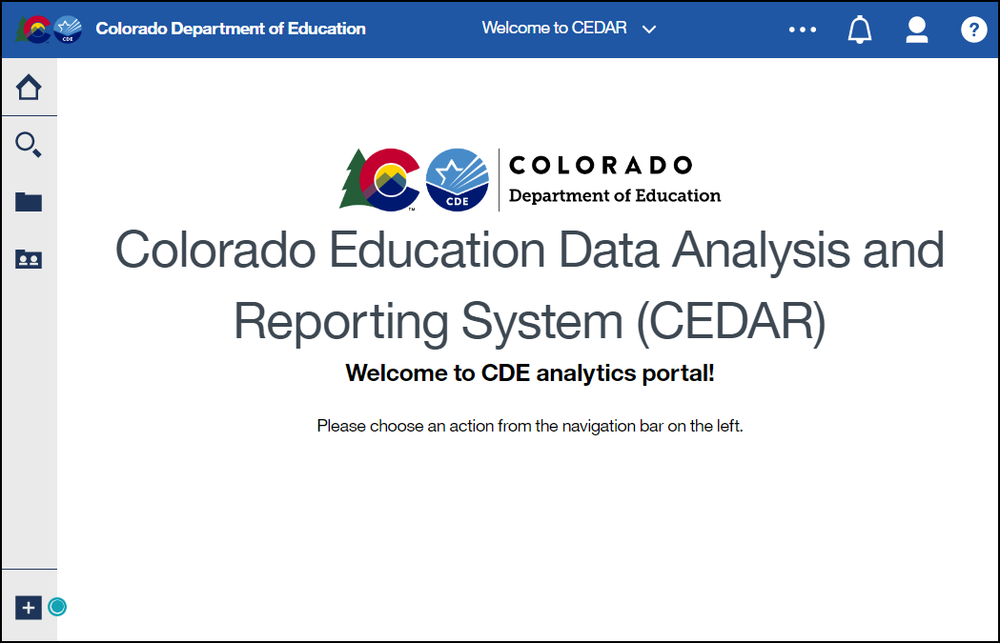 CDE
Colorado Department of Education
Welcome to CEDAR
?
COLORADO
CDE
™
Department of Education
Colorado Education Data Analysis and
Reporting System (CEDAR)
Welcome to CDE analytics portal!
Please choose an action from the navigation bar on the left.